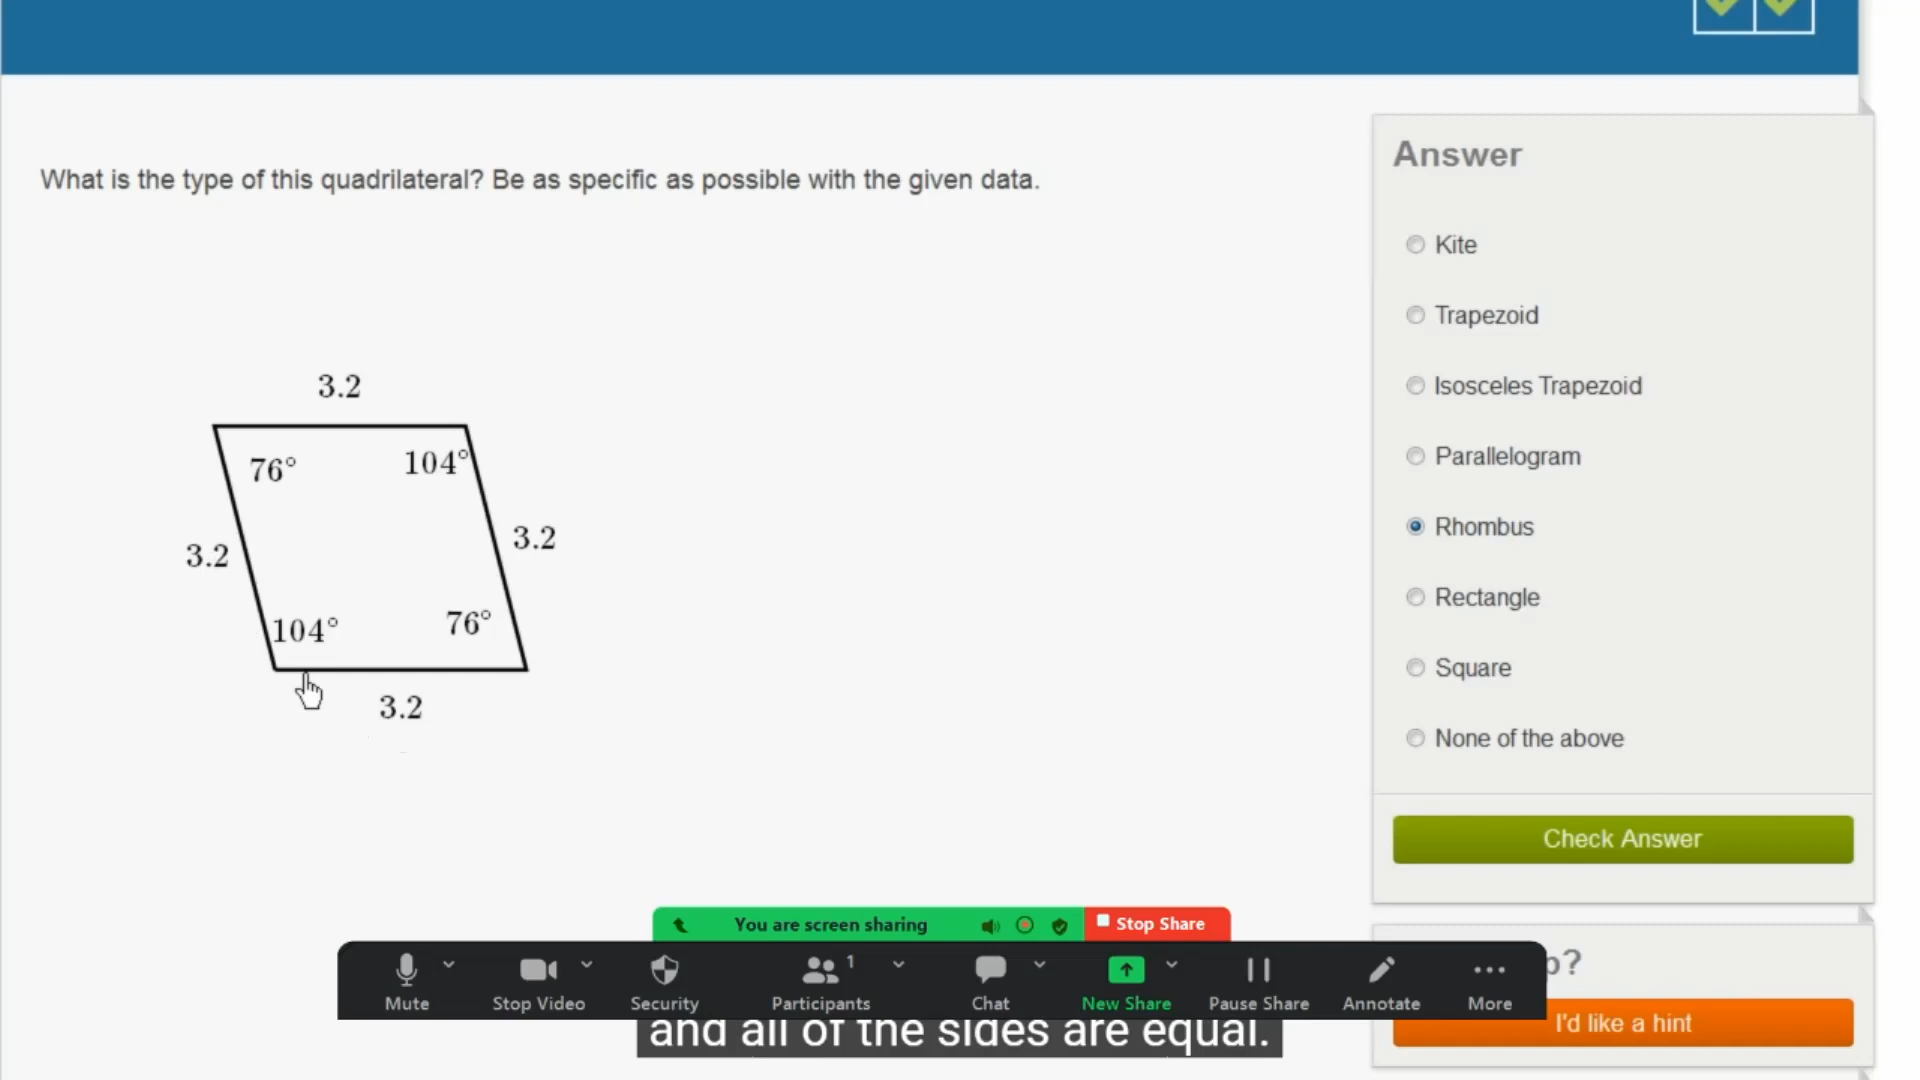 What is the type of this quadrilateral? Be as specific as possible with the given data.
3.2
76°
104°
3.2
3.2
104°
76°
3.2
Answer
Kite
Trapezoid
Isosceles Trapezoid
Parallelogram
Rhombus
Rectangle
Square
None of the above
Check Answer
You are screen sharing
Stop Share
Mute
Stop Video
Security
1
Participants
Chat
New Share
Pause Share
Annotate
More
I'd like a hint
and all of the sides are equal.